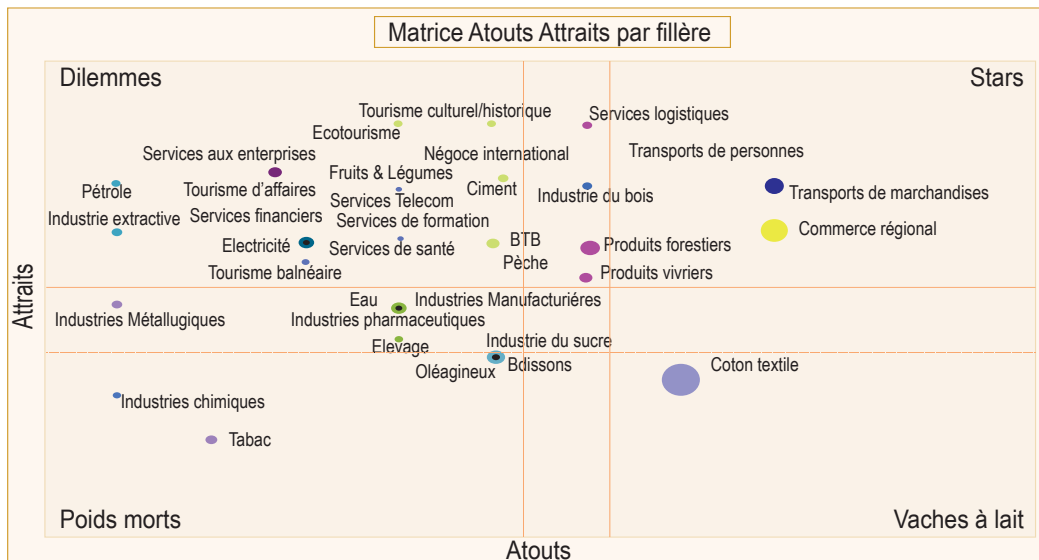 Matrice Atouts Attraits par fillère
Dilemmes
Stars
Tourisme culturel/historique
Services logistiques
Ecotourisme
Services aux enterprises
Négoce international
Transports de personnes
Fruits & Légumes
Pétrole
Tourisme d'affaires
Ciment
Industrie du bois
Transports de marchandises
Services Telecom
Industrie extractive
Services financiers
Services de formation
Commerce régional
Electricité
Services de santé
BTB
Produits forestiers
Pêche
Tourisme balnéaire
Produits vivriers
Attraits
Eau
Industries Manufacturiéres
Industries Métallugiques
Industries pharmaceutiques
Elevage
Industrie du sucre
Oléagineux
Bdissons
Coton textile
Industries chimiques
Tabac
Poids morts
Vaches à lait
Atouts